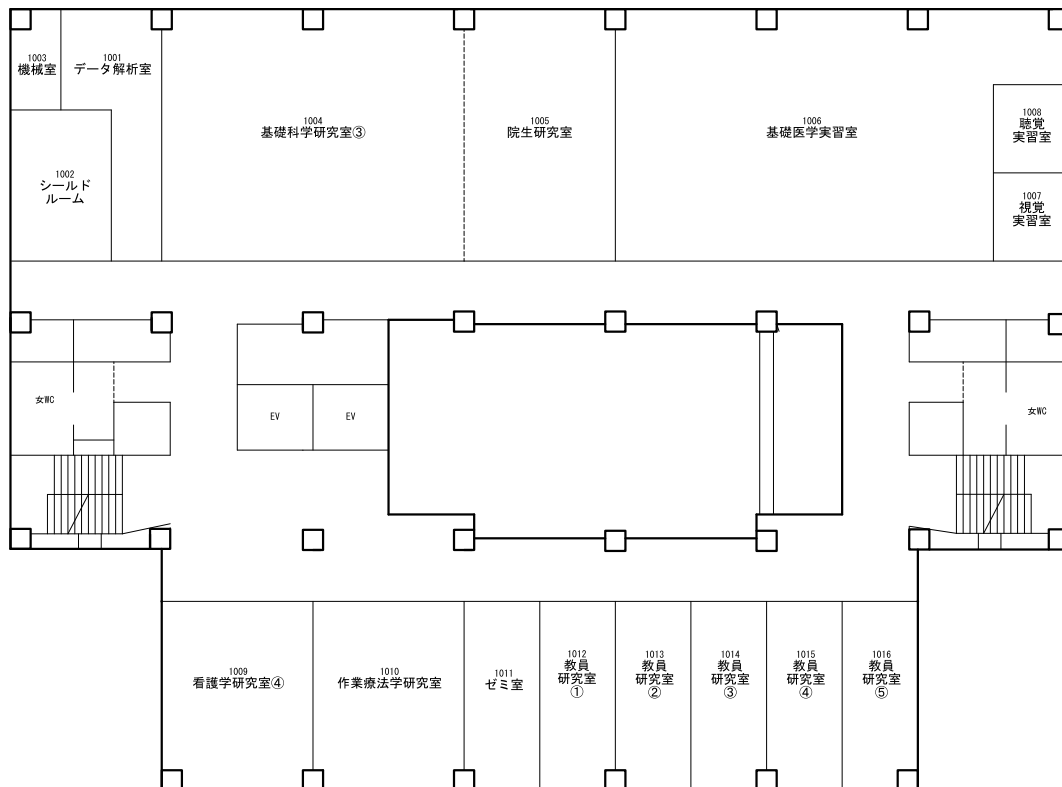 1003
機械室
1001
データ解析室
1002
シールド
ルーム
1004
基礎科学研究室③
1005
院生研究室
1006
基礎医学実習室
1008
聴覚
実習室
1007
視覚
実習室
女WC
EV
EV
女WC
1009
看護学研究室④
1010
作業療法学研究室
1011
ゼミ室
1012
教員
研究室
①
1013
教員
研究室
②
1014
教員
研究室
③
1015
教員
研究室
④
1016
教員
研究室
⑤